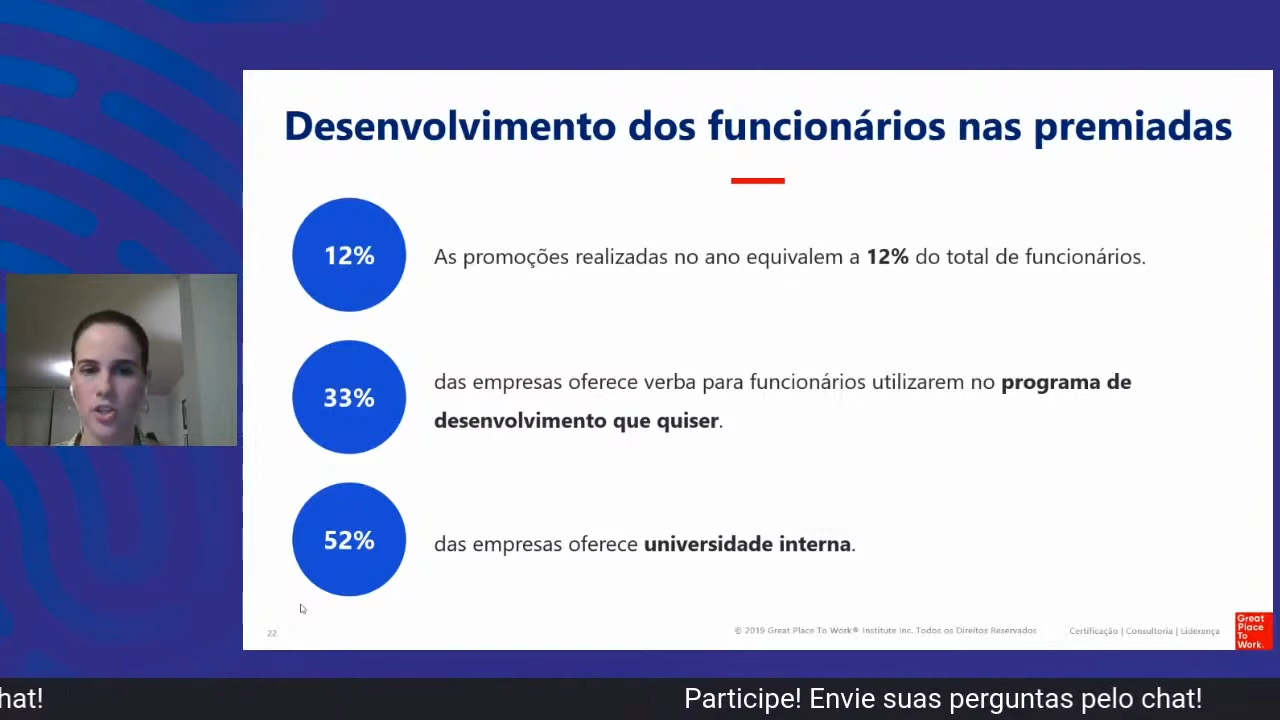 Desenvolvimento dos funcionários nas premiadas
12%
As promoções realizadas no ano equivalem a 12% do total de funcionários.
33%
das empresas oferece verba para funcionários utilizarem no programa de
desenvolvimento que quiser.
52%
das empresas oferece universidade interna.
22
© 2019 Great Place To Work® Institute Inc. Todos os Direitos Reservados
Certificação | Consultoria | Liderança
Great
Place
To
Work.
hat!
Participe! Envie suas perguntas pelo chat!